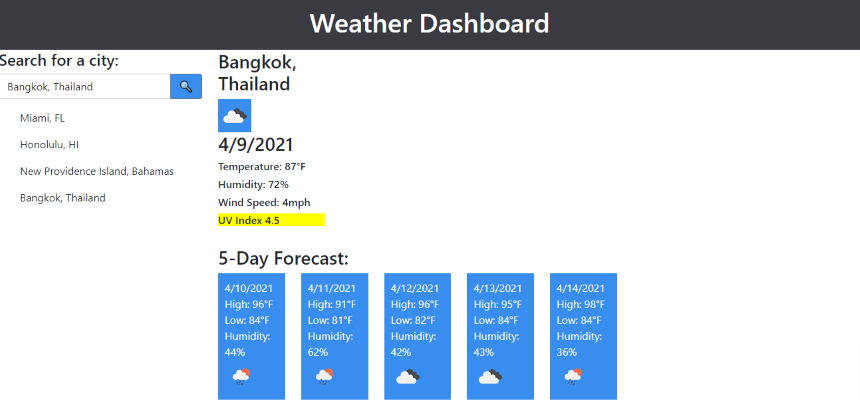 Weather Dashboard
Search for a city:
Bangkok, Thailand
Miami, FL
Honolulu, HI
New Providence Island, Bahamas
Bangkok, Thailand
Bangkok,
Thailand
4/9/2021
Temperature: 87°F
Humidity: 72%
Wind Speed: 4mph
UV Index 4.5
5-Day Forecast:
4/10/2021
High: 96°F
Low: 84°F
Humidity:
44%
4/11/2021
High: 91°F
Low: 81°F
Humidity:
62%
4/12/2021
High: 96°F
Low: 82°F
Humidity:
42%
4/13/2021
High: 95°F
Low: 84°F
Humidity:
43%
4/14/2021
High: 98°F
Low: 84°F
Humidity:
36%